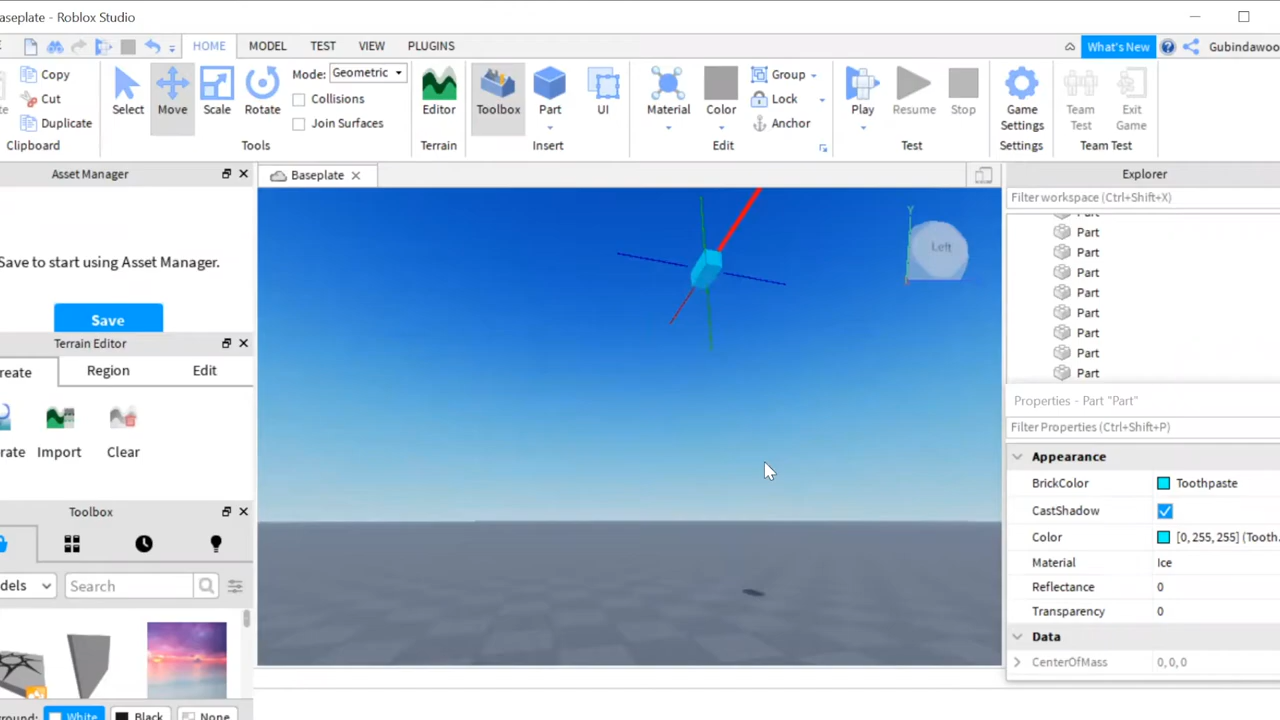 aseplate - Roblox Studio
HOME MODEL TEST VIEW PLUGINS What's New Gubindawoo
Copy
Cut
Duplicate
Clipboard
Select Move Scale Rotate
Mode: Geometric
Collisions
Join Surfaces
Tools
Editor
Terrain
Toolbox Part UI
Insert
Material Color
Group
Lock
Anchor
Edit
Play Resume Stop
Test
Game Settings
Settings
Team Test
Exit Game
Team Test
Asset Manager
Save to start using Asset Manager.
Save
Terrain Editor
reate Region Edit
rate Import Clear
Toolbox
dels Search
round: White Black None
Baseplate
Y
Left
Explorer
Filter workspace (Ctrl+Shift+X)
Part
Part
Part
Part
Part
Part
Part
Part
Part
Properties - Part "Part"
Filter Properties (Ctrl+Shift+P)
Appearance
BrickColor Toothpaste
CastShadow
Color [0, 255, 255] (Tooth...
Material Ice
Reflectance 0
Transparency 0
Data
CenterOfMass 0, 0, 0